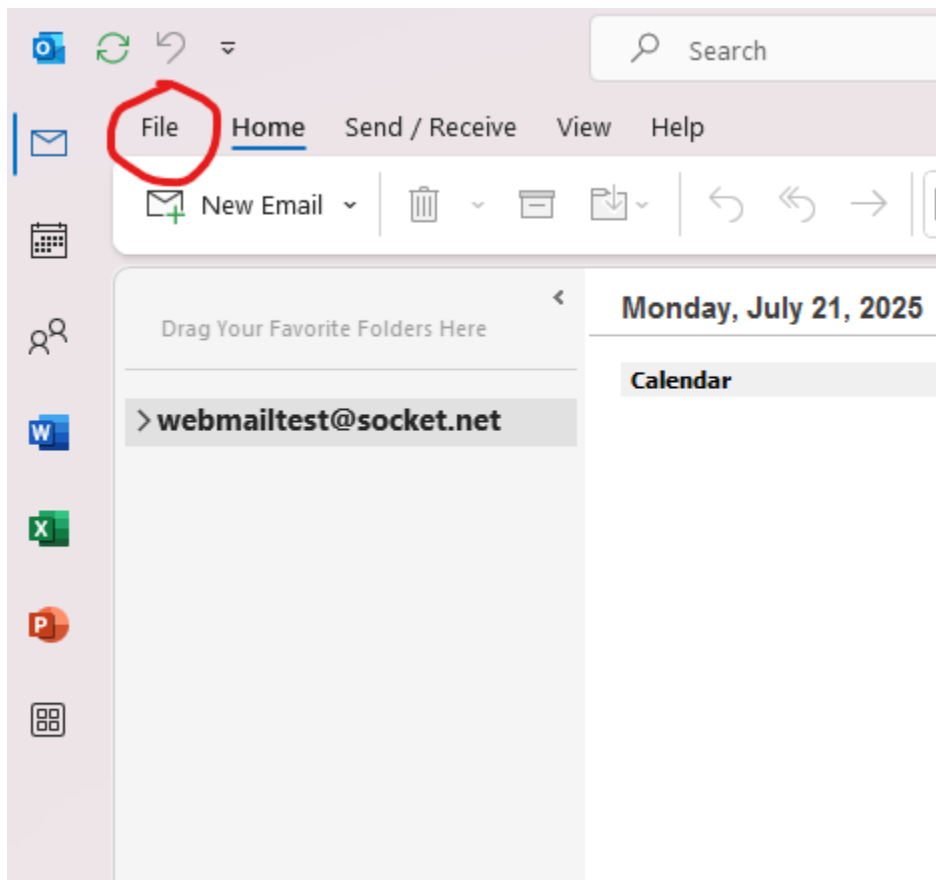 Search
File Home Send / Receive View Help
New Email
Drag Your Favorite Folders Here
Monday, July 21, 2025
Calendar
webmailtest@socket.net